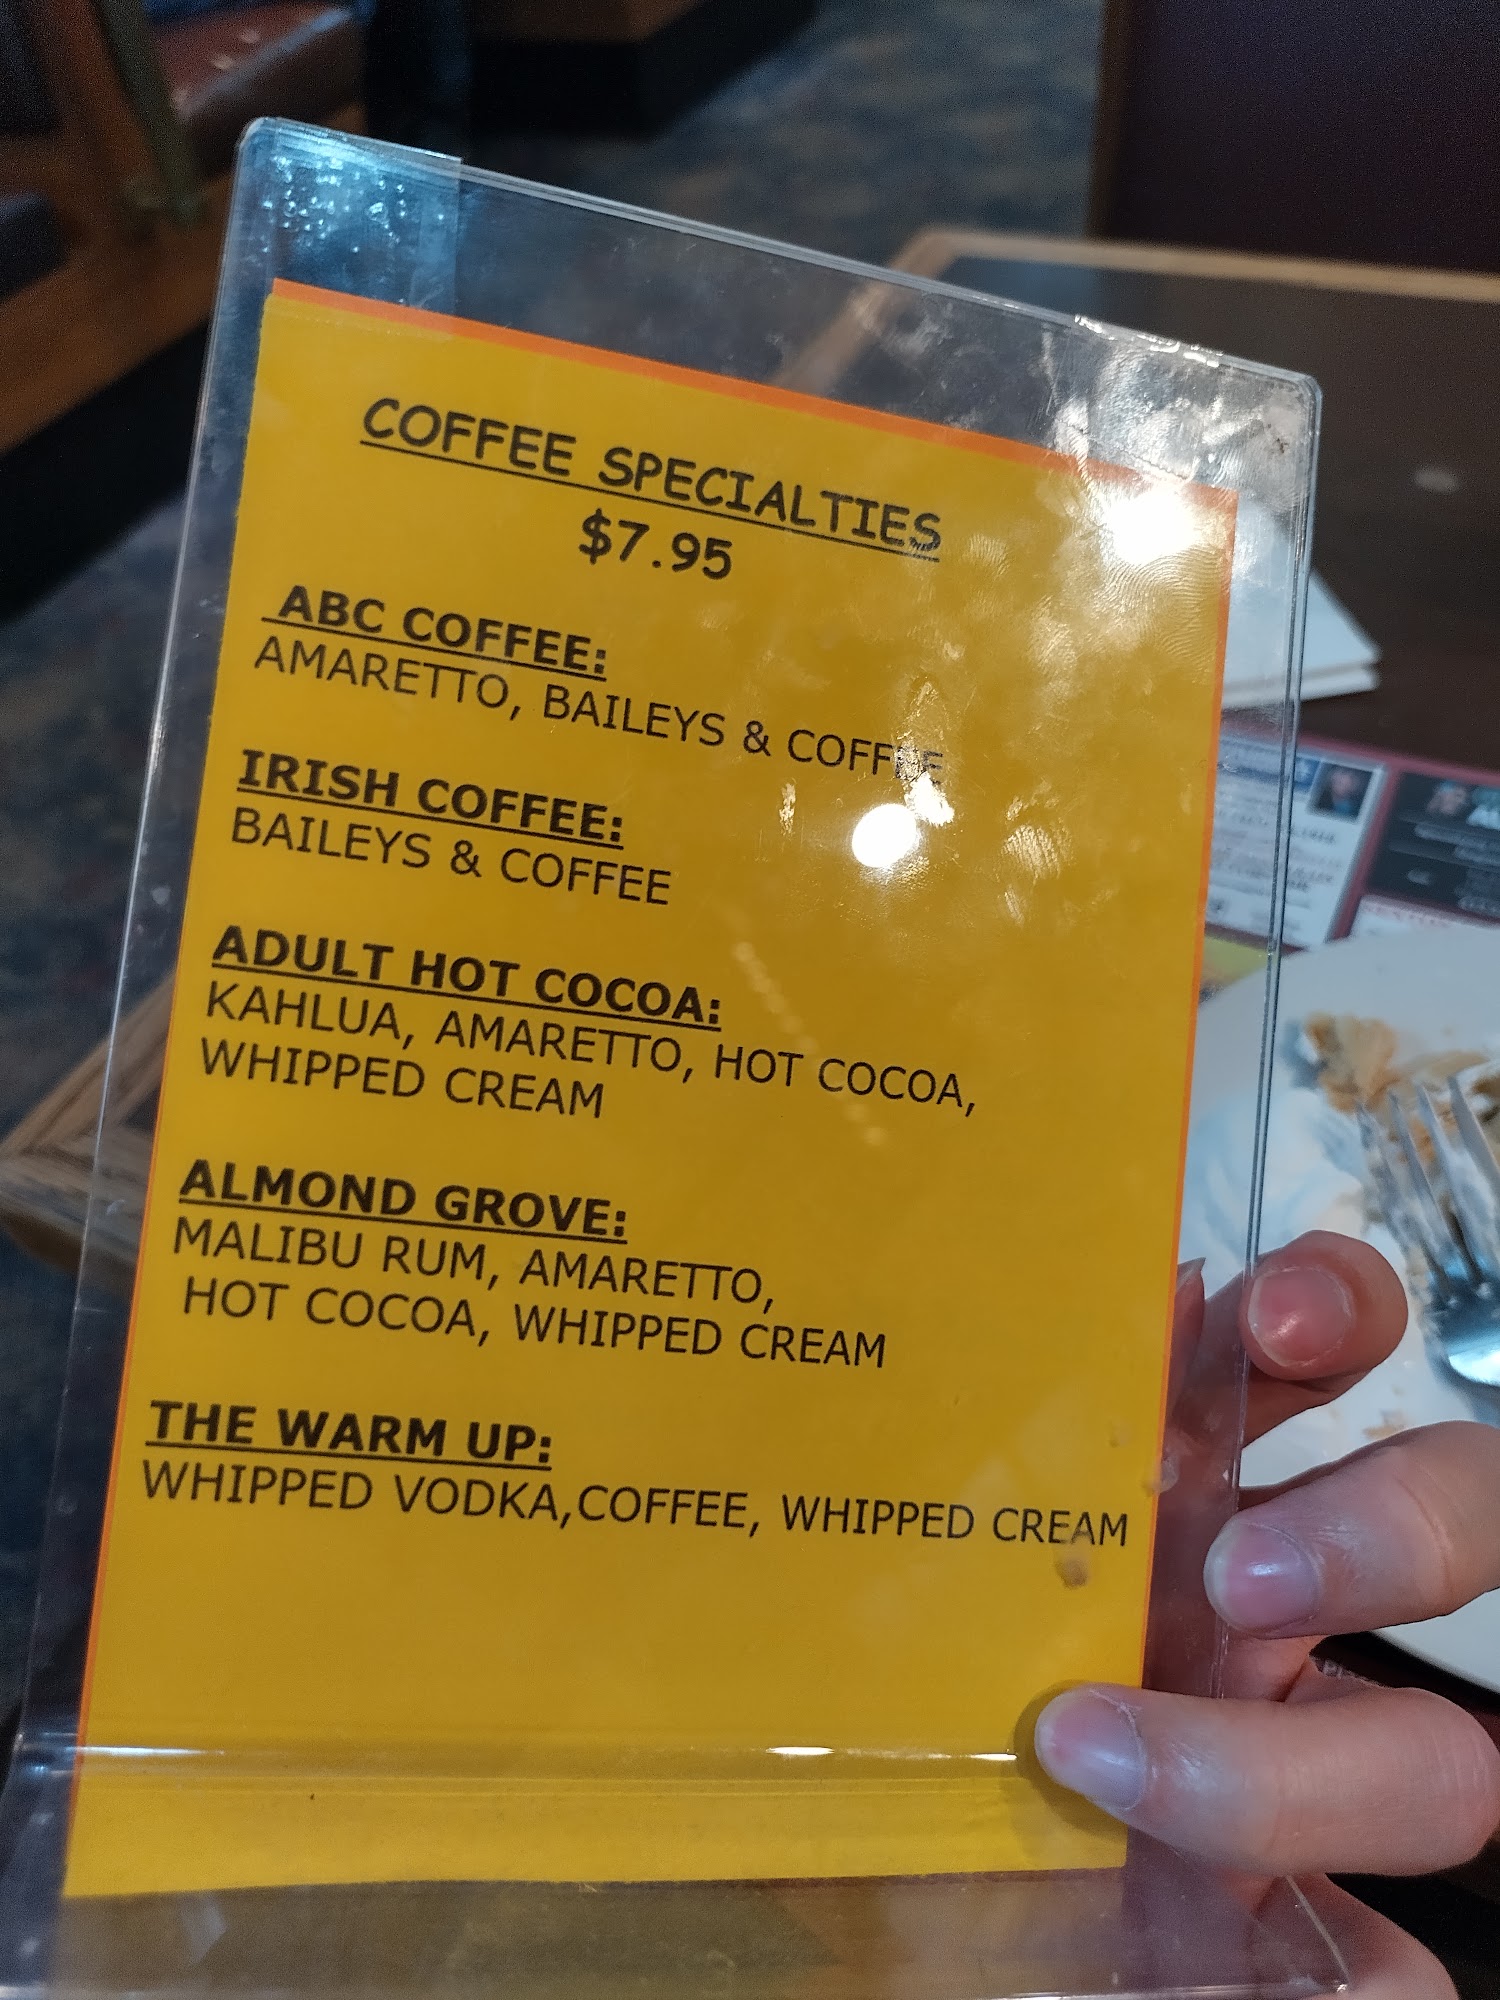 COFFEE SPECIALTIES
$7.95
ABC COFFEE:
AMARETTO, BAILEYS & COFFEE
IRISH COFFEE:
BAILEYS & COFFEE
ADULT HOT COCOA:
KAHLUA, AMARETTO, HOT COCOA,
WHIPPED CREAM
ALMOND GROVE:
MALIBU RUM, AMARETTO,
HOT COCOA, WHIPPED CREAM
THE WARM UP:
WHIPPED VODKA,COFFEE, WHIPPED CREAM